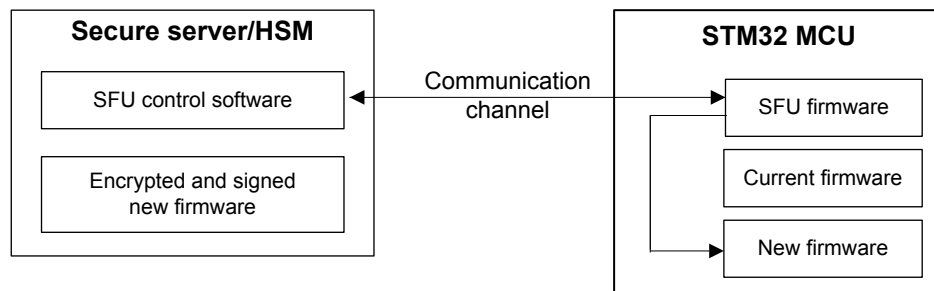 Secure server/HSM
SFU control software
Encrypted and signed
new firmware
Communication
channel
STM32 MCU
SFU firmware
Current firmware
New firmware